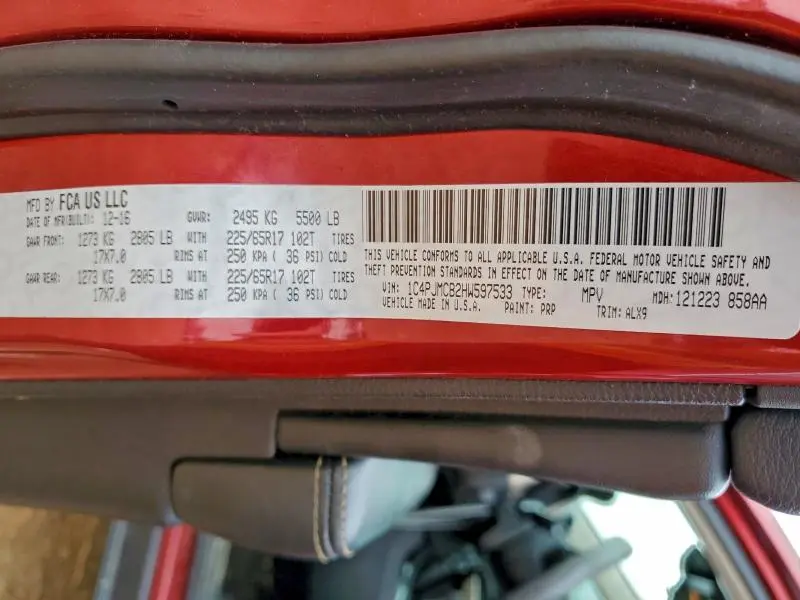 MFD BY FCA US LLC
DATE OF MFR(BUILT): 12-16 GVWR: 2495 KG 5500 LB
GAWR FRONT: 1273 KG 2805 LB WITH 225/65R17 102T TIRES
17X7.0 RIMS AT 250 KPA ( 36 PSI) COLD
GAWR REAR: 1273 KG 2805 LB WITH 225/65R17 102T TIRES
17X7.0 RIMS AT 250 KPA ( 36 PSI) COLD
THIS VEHICLE CONFORMS TO ALL APPLICABLE U.S.A. FEDERAL MOTOR VEHICLE SAFETY AND
THEFT PREVENTION STANDARDS IN EFFECT ON THE DATE OF MANUFACTURE SHOWN ABOVE.
VIN: 1C4PJMCB2HW597533 TYPE: MPV MDH: 121223 858AA
VEHICLE MADE IN U.S.A. PAINT: PRP TRIM: ALX9